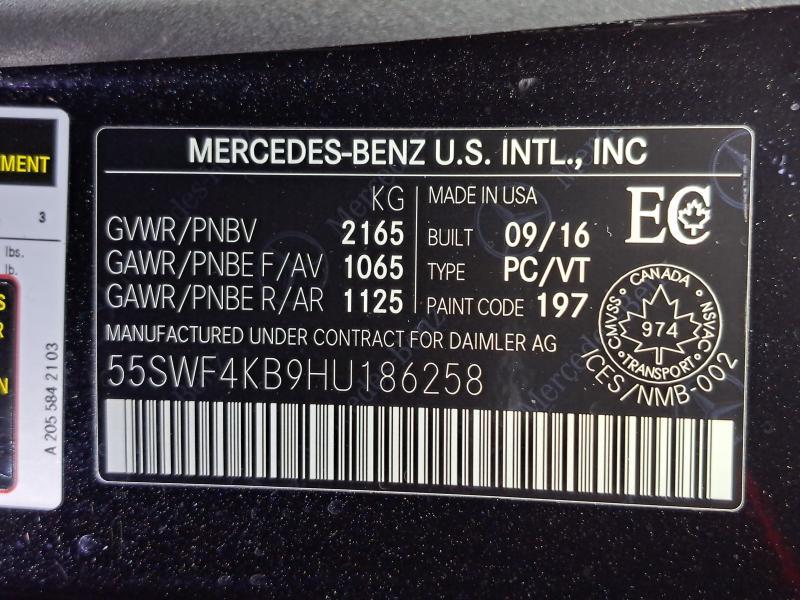 MERCEDES-BENZ U.S. INTL., INC
KG
GVWR/PNBV 2165
GAWR/PNBE F/AV 1065
GAWR/PNBE R/AR 1125
MADE IN USA
BUILT 09/16
TYPE PC/VT
PAINT CODE 197
EC
CANADA
CMVSS 974 NSVAC
TRANSPORT
ICES/NMB-002
MANUFACTURED UNDER CONTRACT FOR DAIMLER AG
55SWF4KB9HU186258
3
lbs.
lb.
A 205 584 21 03